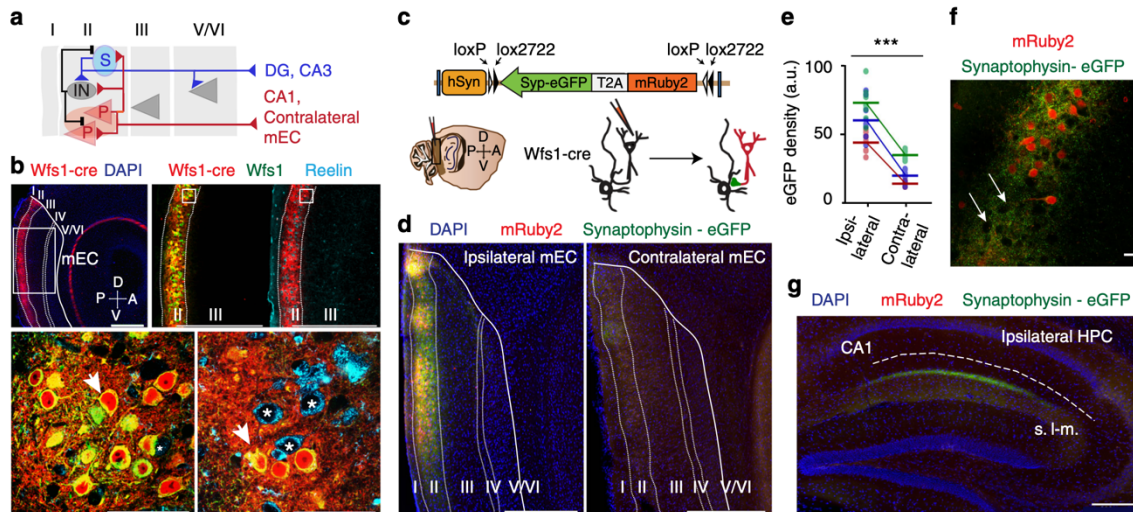 a
I II III V/VI
S
IN
P
P
DG, CA3
CA1,
Contralateral
mEC
b
Wfs1-cre DAPI
I
II
III
IV
V/VI
mEC
D
P A
V
Wfs1-cre Wfs1 Reelin
II III II III
*
*
*
*
c
loxP lox2722 loxP lox2722
hSyn Syp-eGFP T2A mRuby2
D
P A
V
Wfs1-cre
d
DAPI mRuby2 Synaptophysin - eGFP
Ipsilateral mEC Contralateral mEC
I II III IV V/VI I II III IV V/VI
e
***
eGFP density (a.u.)
100
50
0
Ipsi-
lateral
Contra-
lateral
f
mRuby2
Synaptophysin- eGFP
g
DAPI mRuby2 Synaptophysin - eGFP
CA1
Ipsilateral HPC
s. l-m.